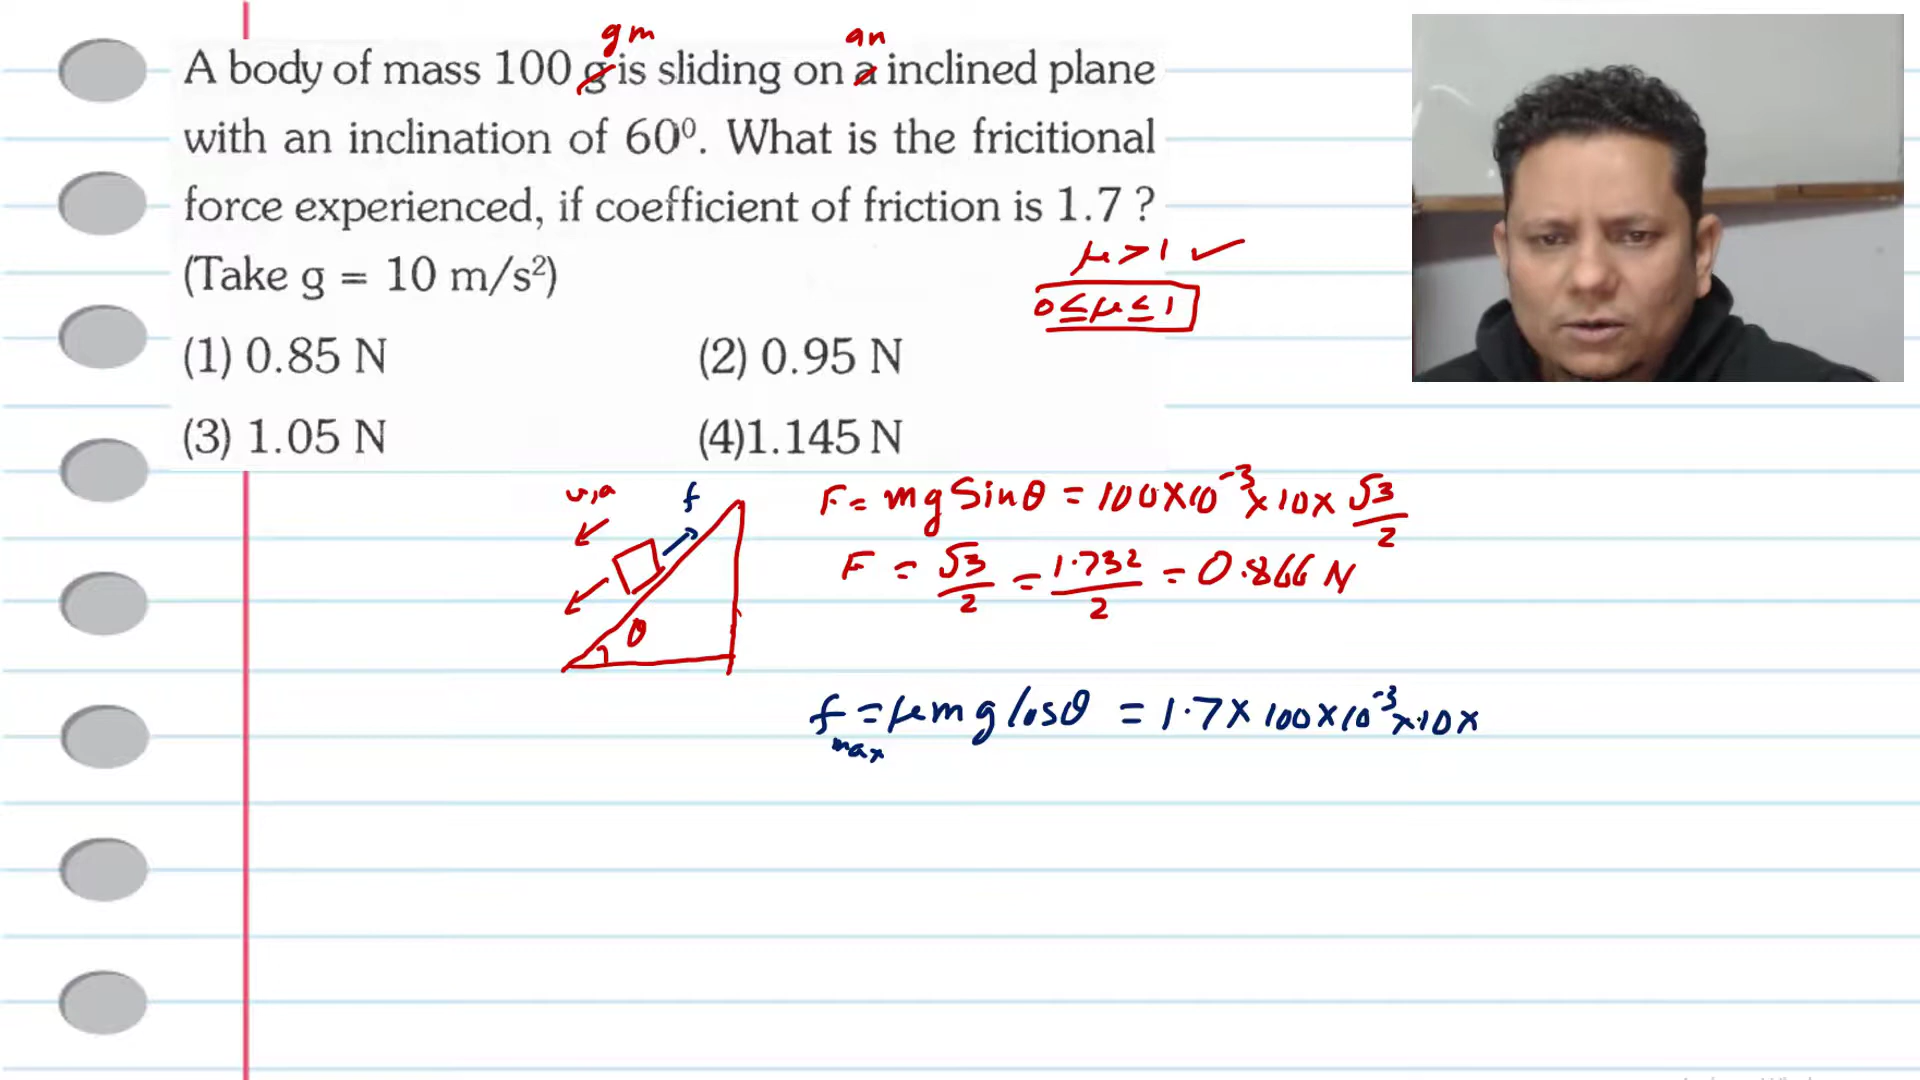 gm
an
A body of mass 100 g is sliding on a inclined plane
with an inclination of 60⁰. What is the fricitional
force experienced, if coefficient of friction is 1.7 ?
μ > 1 ✓
(Take g = 10 m/s²)
0 ≤ μ ≤ 1
(1) 0.85 N
(2) 0.95 N
(3) 1.05 N
(4)1.145 N
v, a
f
F = mg Sinθ = 100×10⁻³×10× √3/2
F = √3/2 = 1.732/2 = 0.866 N
θ
f max = μmg Cosθ = 1.7 × 100×10⁻³×10×